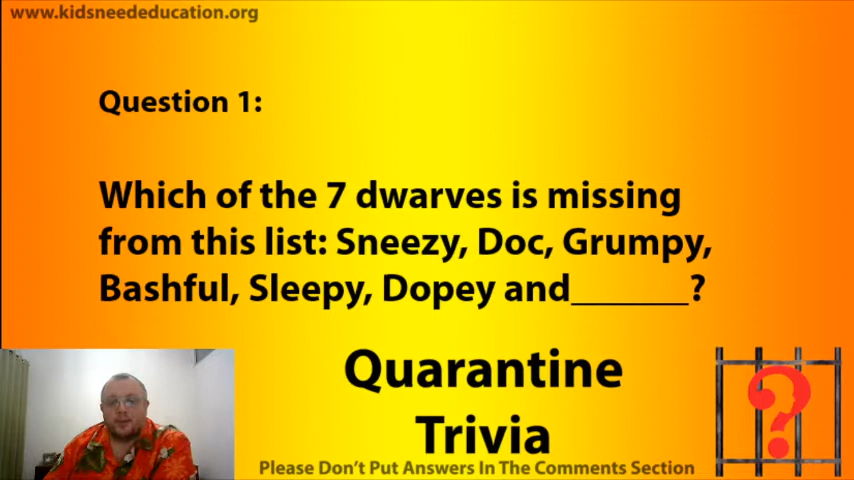 www.kidsneededucation.org
Question 1:
Which of the 7 dwarves is missing
from this list: Sneezy, Doc, Grumpy,
Bashful, Sleepy, Dopey and______?
Quarantine
Trivia
Please Don't Put Answers In The Comments Section